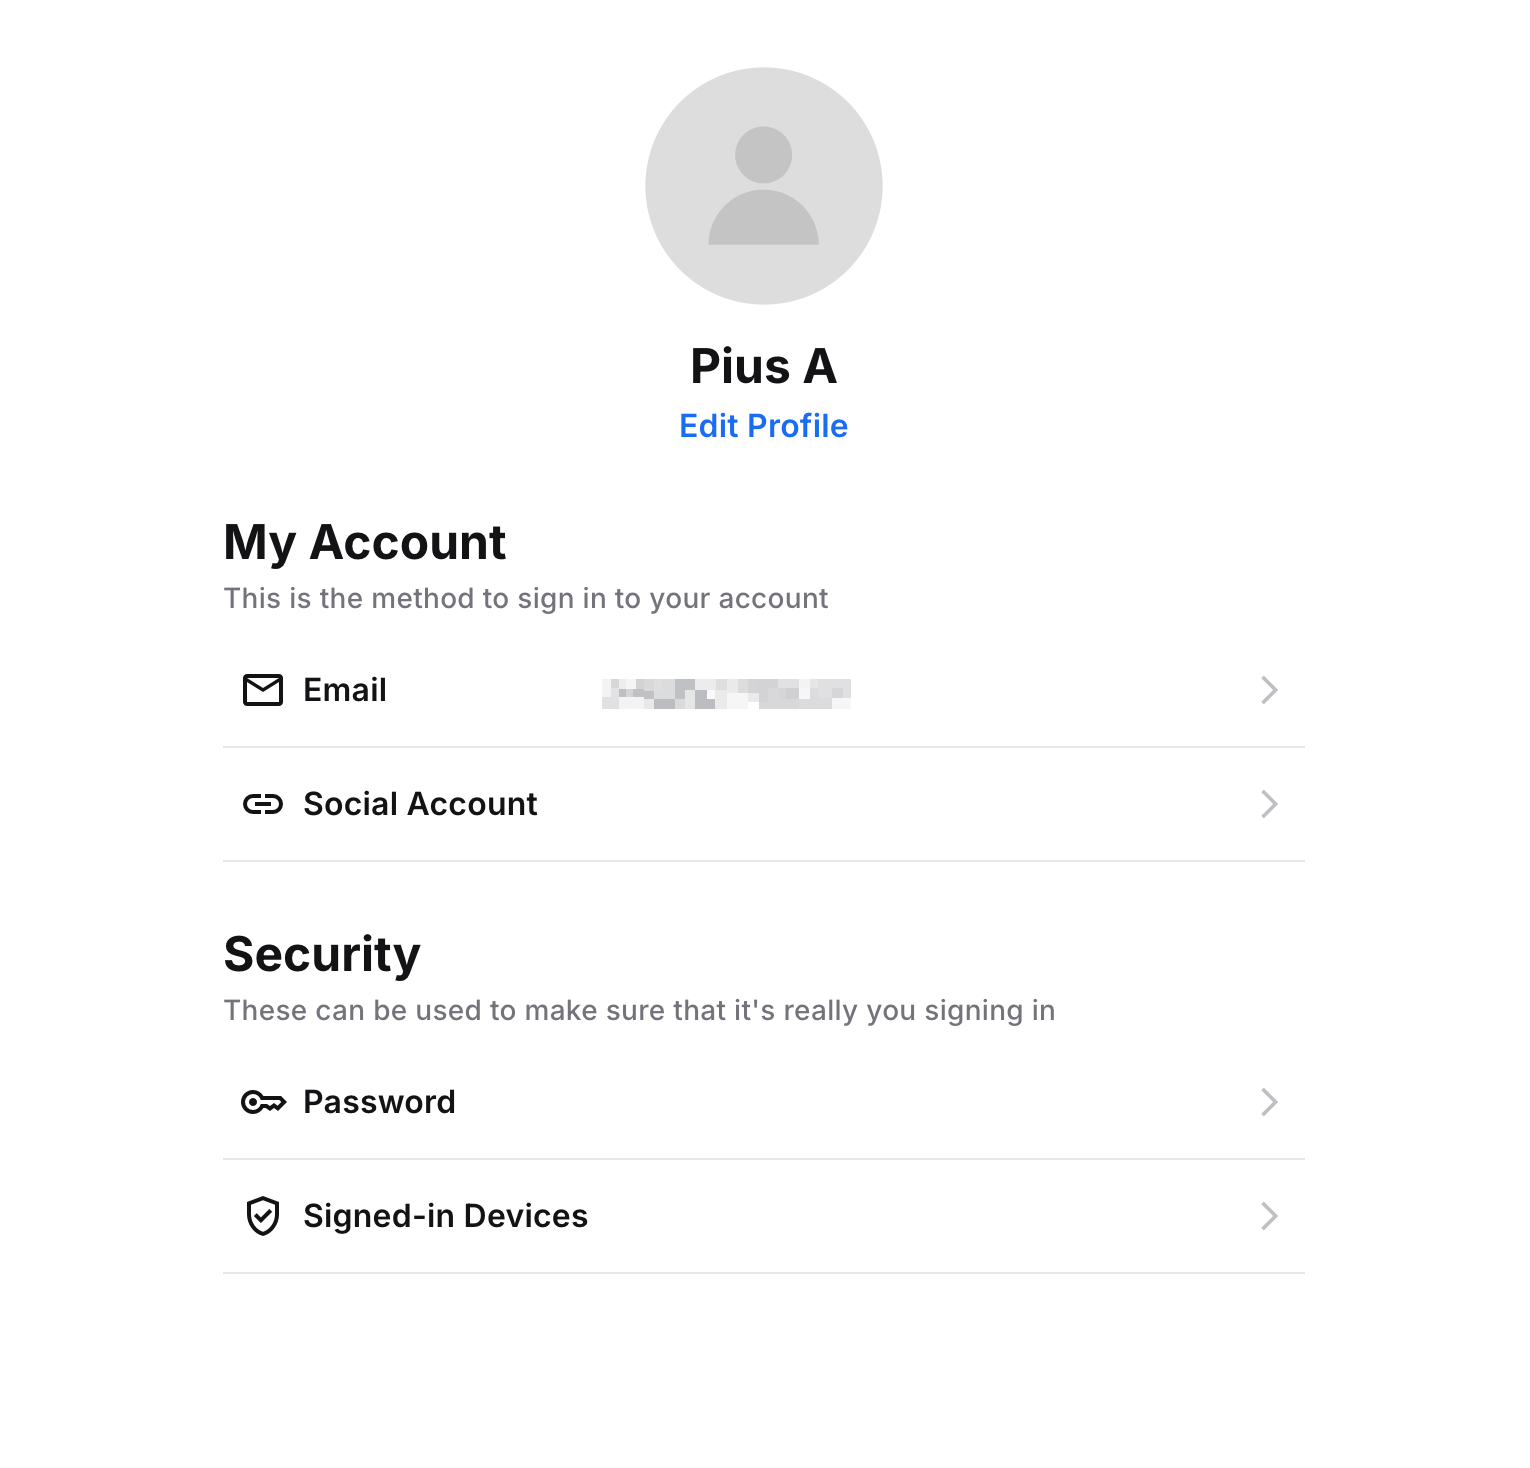 Pius A
Edit Profile
My Account
This is the method to sign in to your account
Email
Social Account
Security
These can be used to make sure that it's really you signing in
Password
Signed-in Devices